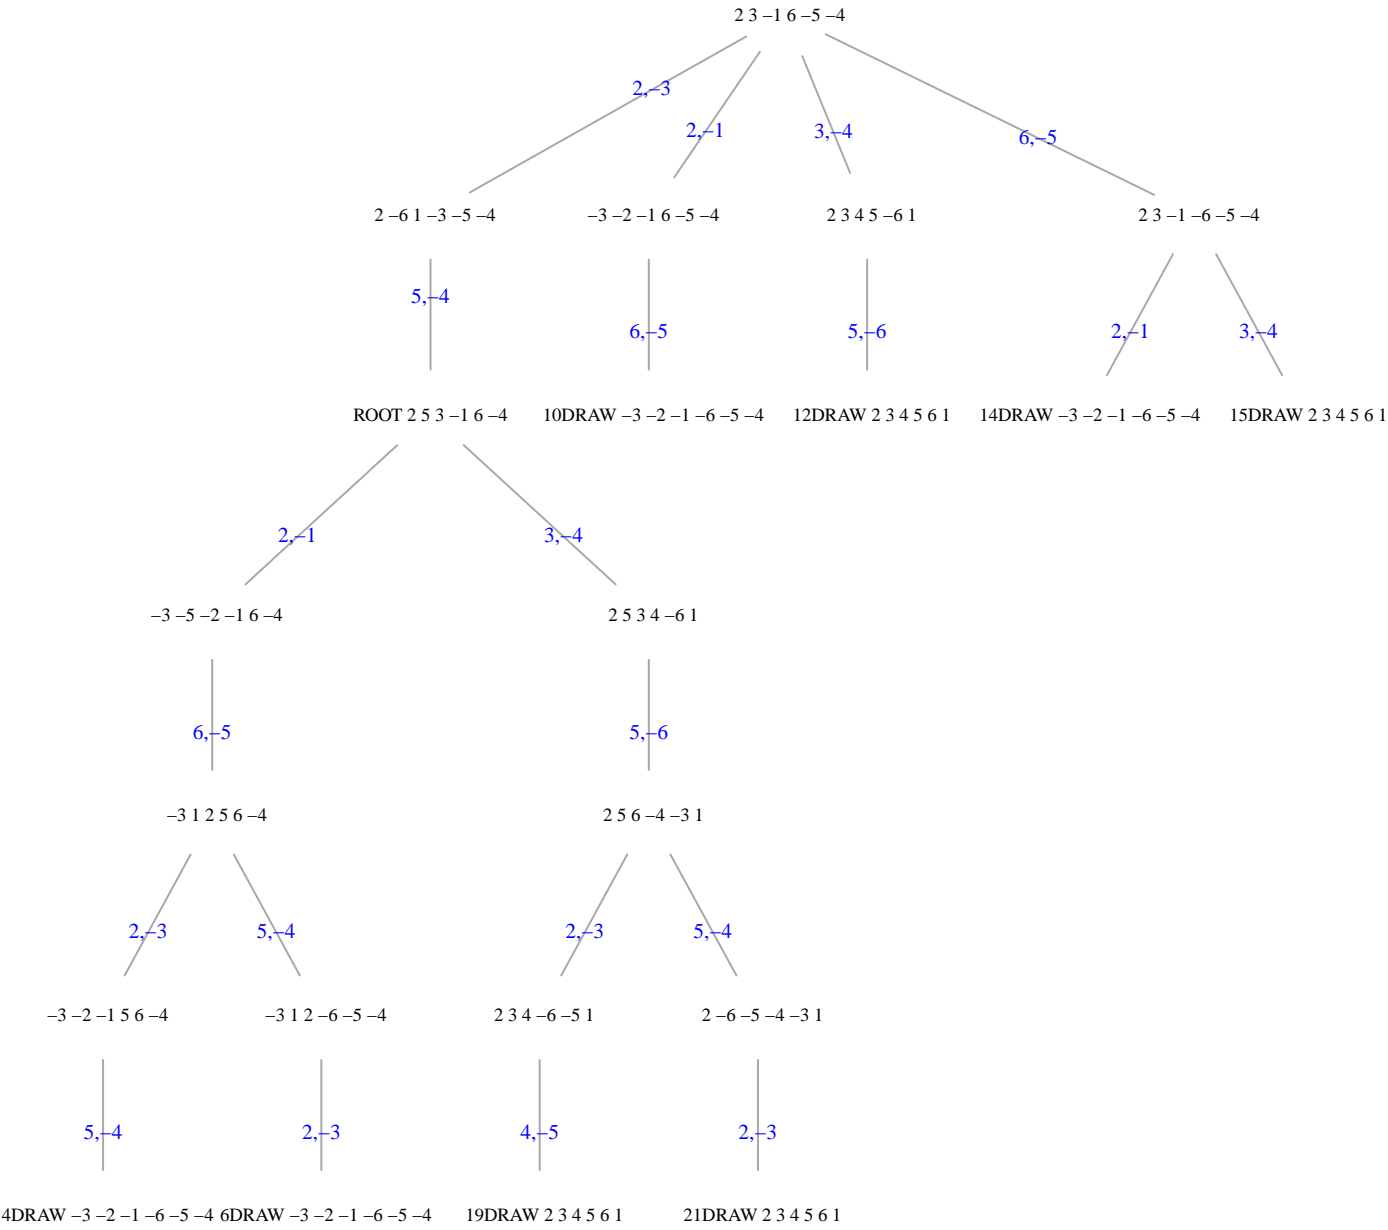 2 3 –1 6 –5 –4
2,–3
2,–1
3,–4
6,–5
2 –6 1 –3 –5 –4
–3 –2 –1 6 –5 –4
2 3 4 5 –6 1
2 3 –1 –6 –5 –4
5,–4
6,–5
5,–6
2,–1
3,–4
ROOT 2 5 3 –1 6 –4
10DRAW –3 –2 –1 –6 –5 –4
12DRAW 2 3 4 5 6 1
14DRAW –3 –2 –1 –6 –5 –4
15DRAW 2 3 4 5 6 1
2,–1
3,–4
–3 –5 –2 –1 6 –4
2 5 3 4 –6 1
6,–5
5,–6
–3 1 2 5 6 –4
2 5 6 –4 –3 1
2,–3
5,–4
2,–3
5,–4
–3 –2 –1 5 6 –4
–3 1 2 –6 –5 –4
2 3 4 –6 –5 1
2 –6 –5 –4 –3 1
5,–4
2,–3
4,–5
2,–3
4DRAW –3 –2 –1 –6 –5 –4
6DRAW –3 –2 –1 –6 –5 –4
19DRAW 2 3 4 5 6 1
21DRAW 2 3 4 5 6 1